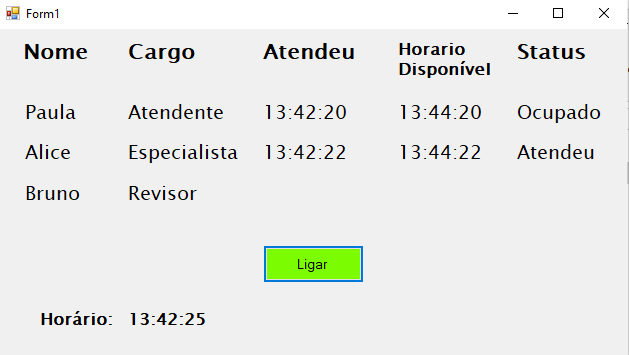 Form1
Nome Cargo Atendeu Horario Disponível Status
Paula Atendente 13:42:20 13:44:20 Ocupado
Alice Especialista 13:42:22 13:44:22 Atendeu
Bruno Revisor
Ligar
Horário: 13:42:25